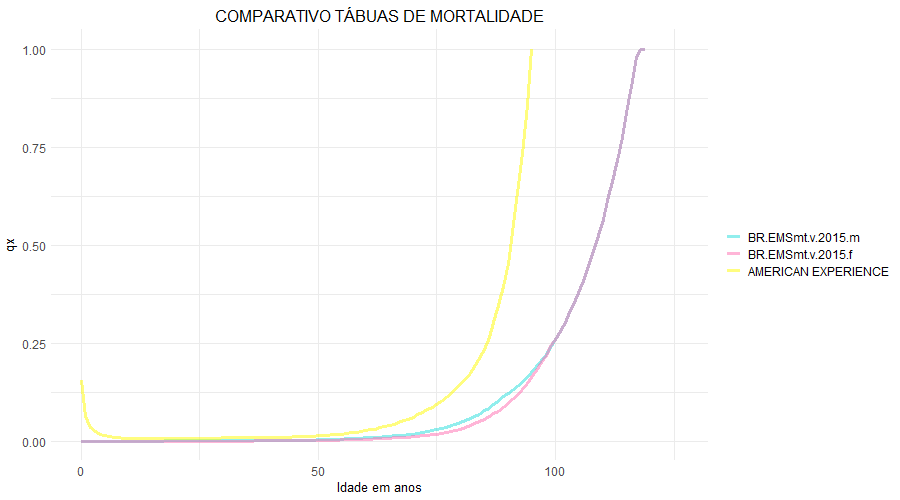 COMPARATIVO TÁBUAS DE MORTALIDADE
1.00
0.75
0.50
0.25
0.00
qx
0
50
100
Idade em anos
BR.EMSmt.v.2015.m
BR.EMSmt.v.2015.f
AMERICAN EXPERIENCE